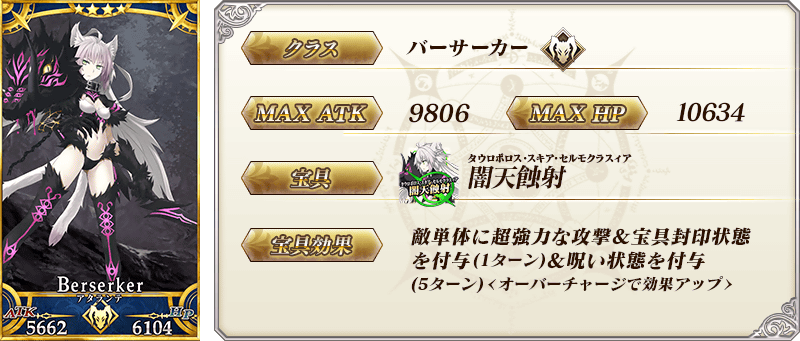 Berserker
アタランテ
ATK
HP
5662
6104
クラス
バーサーカー
MAX ATK
9806
MAX HP
10634
宝具
闇天蝕射
タウロポロス・スキア・セルモクラスィア
闇天蝕射
宝具効果
敵単体に超強力な攻撃&宝具封印状態
を付与(1ターン)&呪い状態を付与
(5ターン)<オーバーチャージで効果アップ>